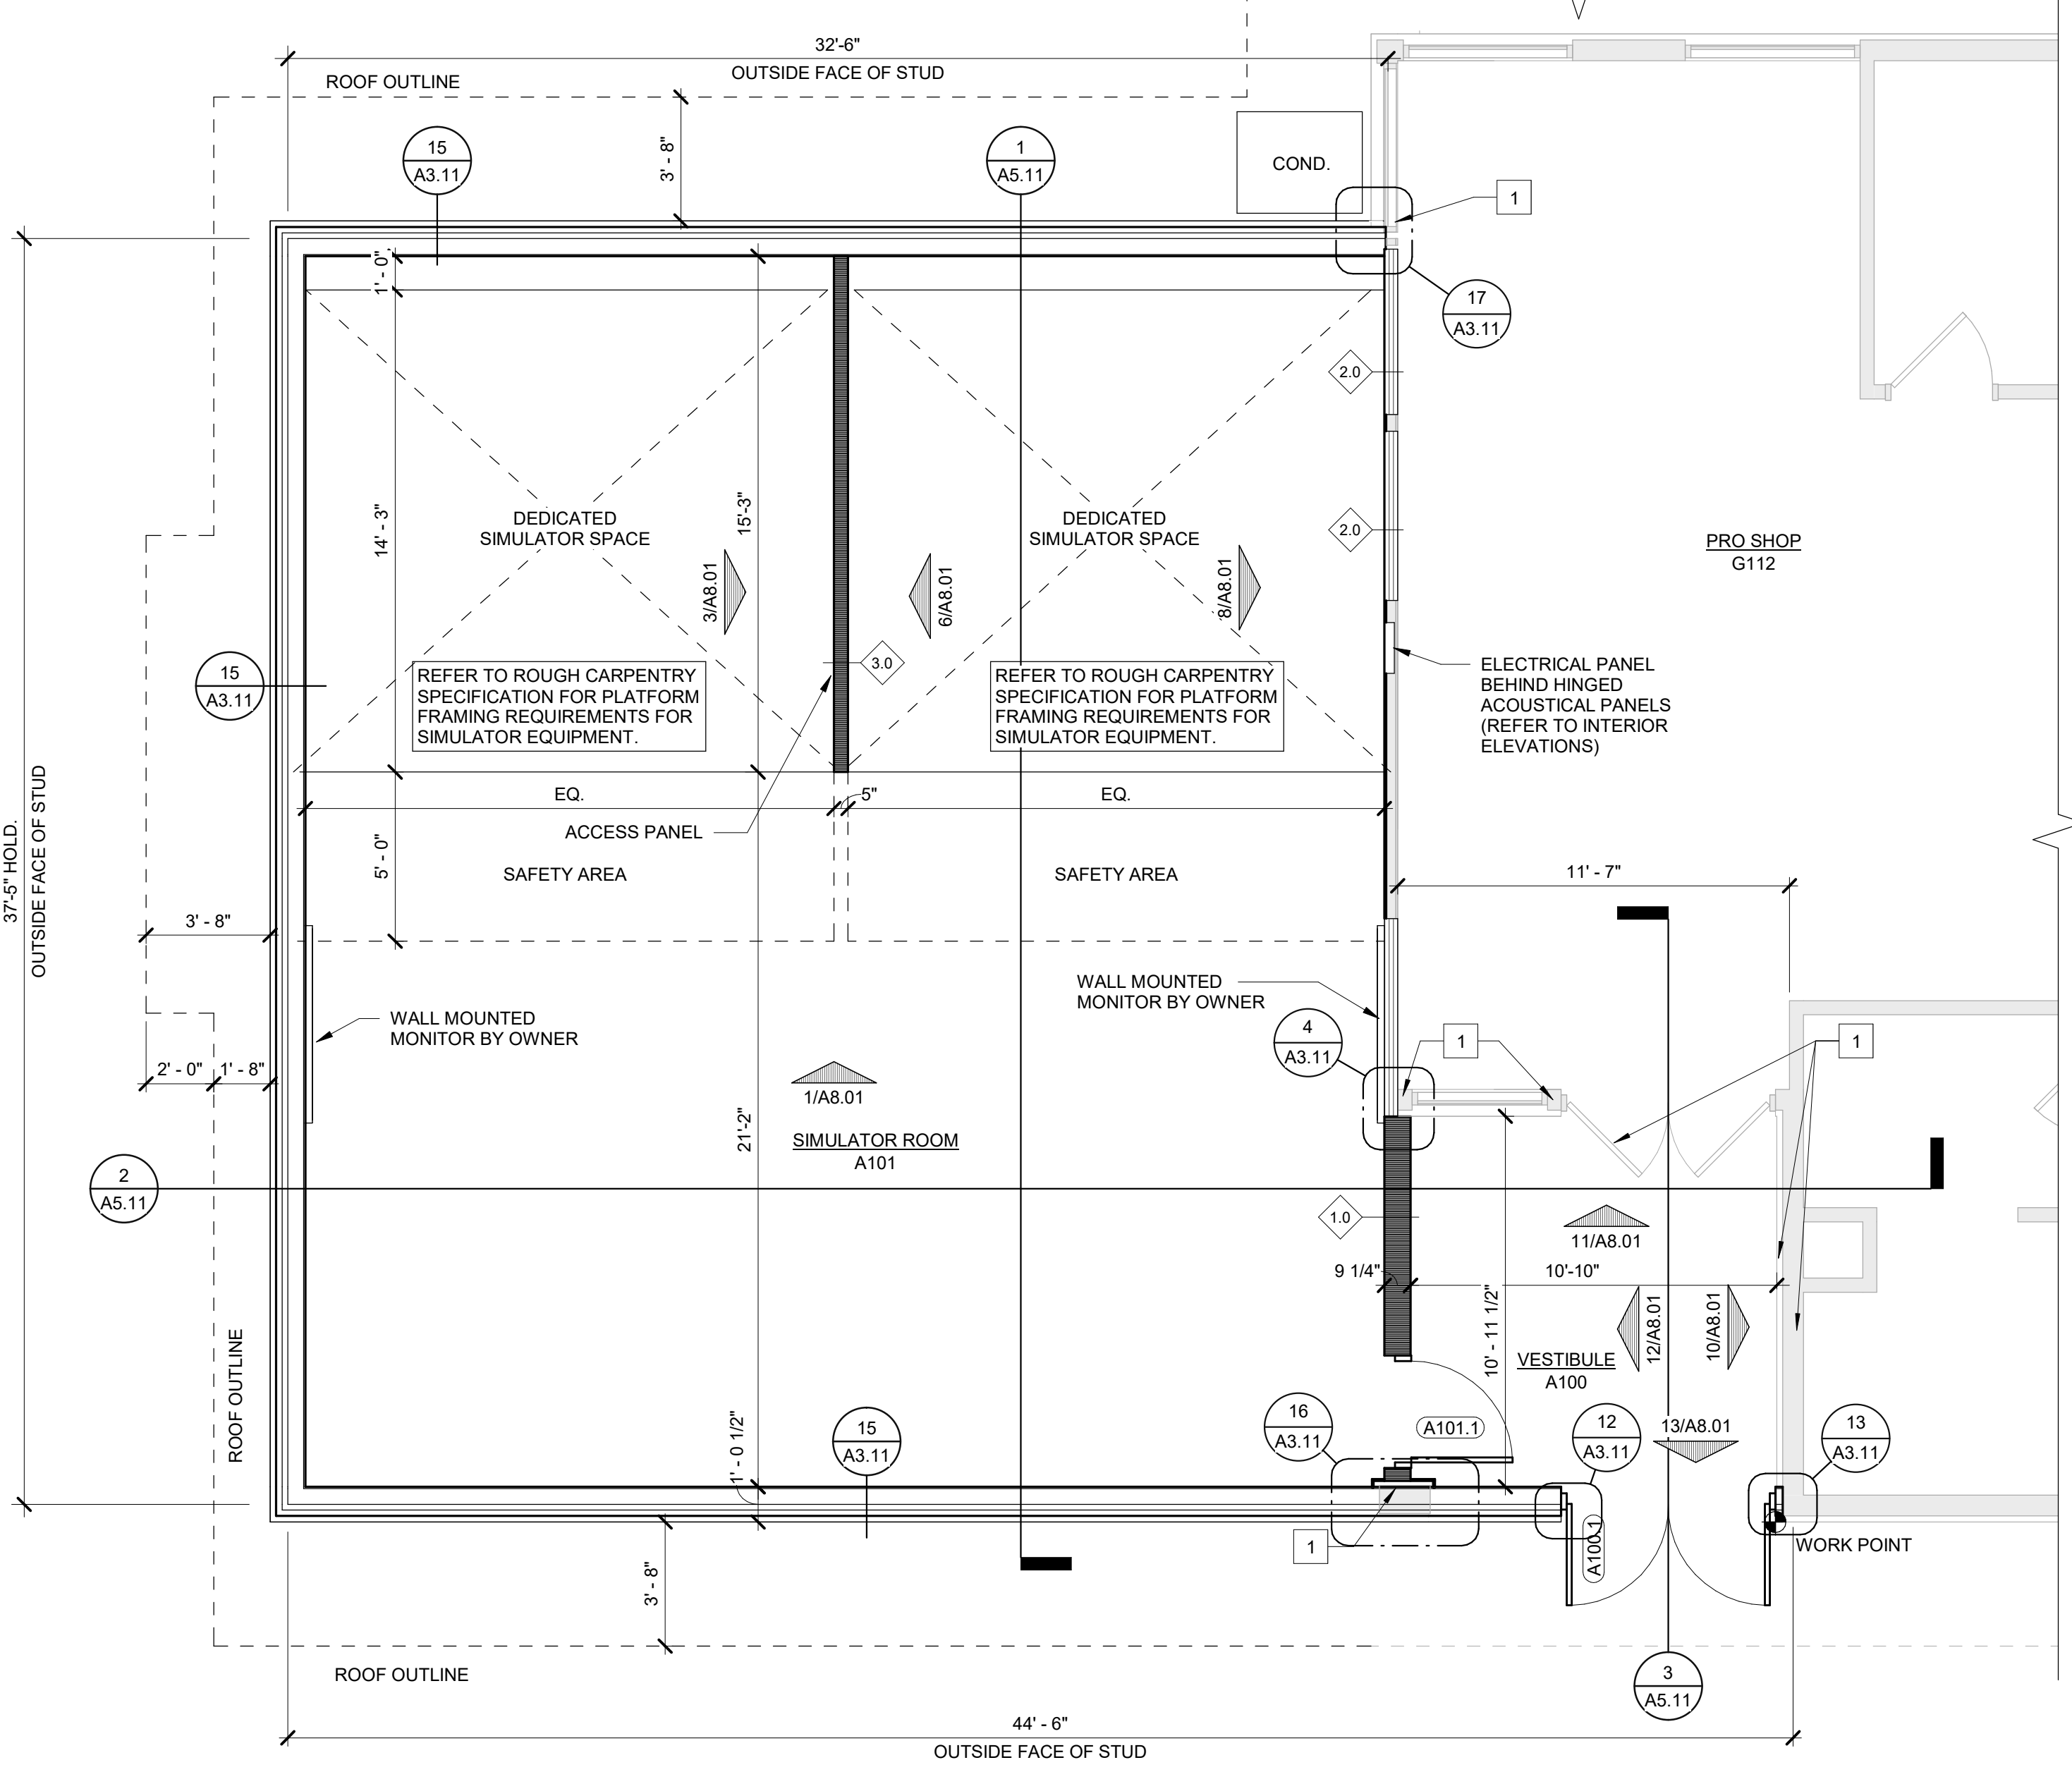 32'-6"
OUTSIDE FACE OF STUD
ROOF OUTLINE
3' - 8"
15
A3.11
1
A5.11
COND.
1
17
A3.11
1' - 0"
2.0
2.0
14' - 3"
15'-3"
DEDICATED
SIMULATOR SPACE
DEDICATED
SIMULATOR SPACE
3/A8.01
6/A8.01
8/A8.01
PRO SHOP
G112
3.0
15
A3.11
REFER TO ROUGH CARPENTRY
SPECIFICATION FOR PLATFORM
FRAMING REQUIREMENTS FOR
SIMULATOR EQUIPMENT.
REFER TO ROUGH CARPENTRY
SPECIFICATION FOR PLATFORM
FRAMING REQUIREMENTS FOR
SIMULATOR EQUIPMENT.
ELECTRICAL PANEL
BEHIND HINGED
ACOUSTICAL PANELS
(REFER TO INTERIOR
ELEVATIONS)
EQ.
5"
EQ.
ACCESS PANEL
37'-5" HOLD.
OUTSIDE FACE OF STUD
5' - 0"
SAFETY AREA
SAFETY AREA
11' - 7"
3' - 8"
WALL MOUNTED
MONITOR BY OWNER
WALL MOUNTED
MONITOR BY OWNER
4
A3.11
1
1
2' - 0"
1' - 8"
1/A8.01
21'-2"
SIMULATOR ROOM
A101
2
A5.11
1.0
11/A8.01
9 1/4"
10'-10"
10' - 11 1/2"
12/A8.01
10/A8.01
VESTIBULE
A100
ROOF OUTLINE
1' - 0 1/2"
15
A3.11
16
A3.11
A101.1
12
A3.11
13/A8.01
13
A3.11
1
A100.1
WORK POINT
3' - 8"
ROOF OUTLINE
3
A5.11
44' - 6"
OUTSIDE FACE OF STUD